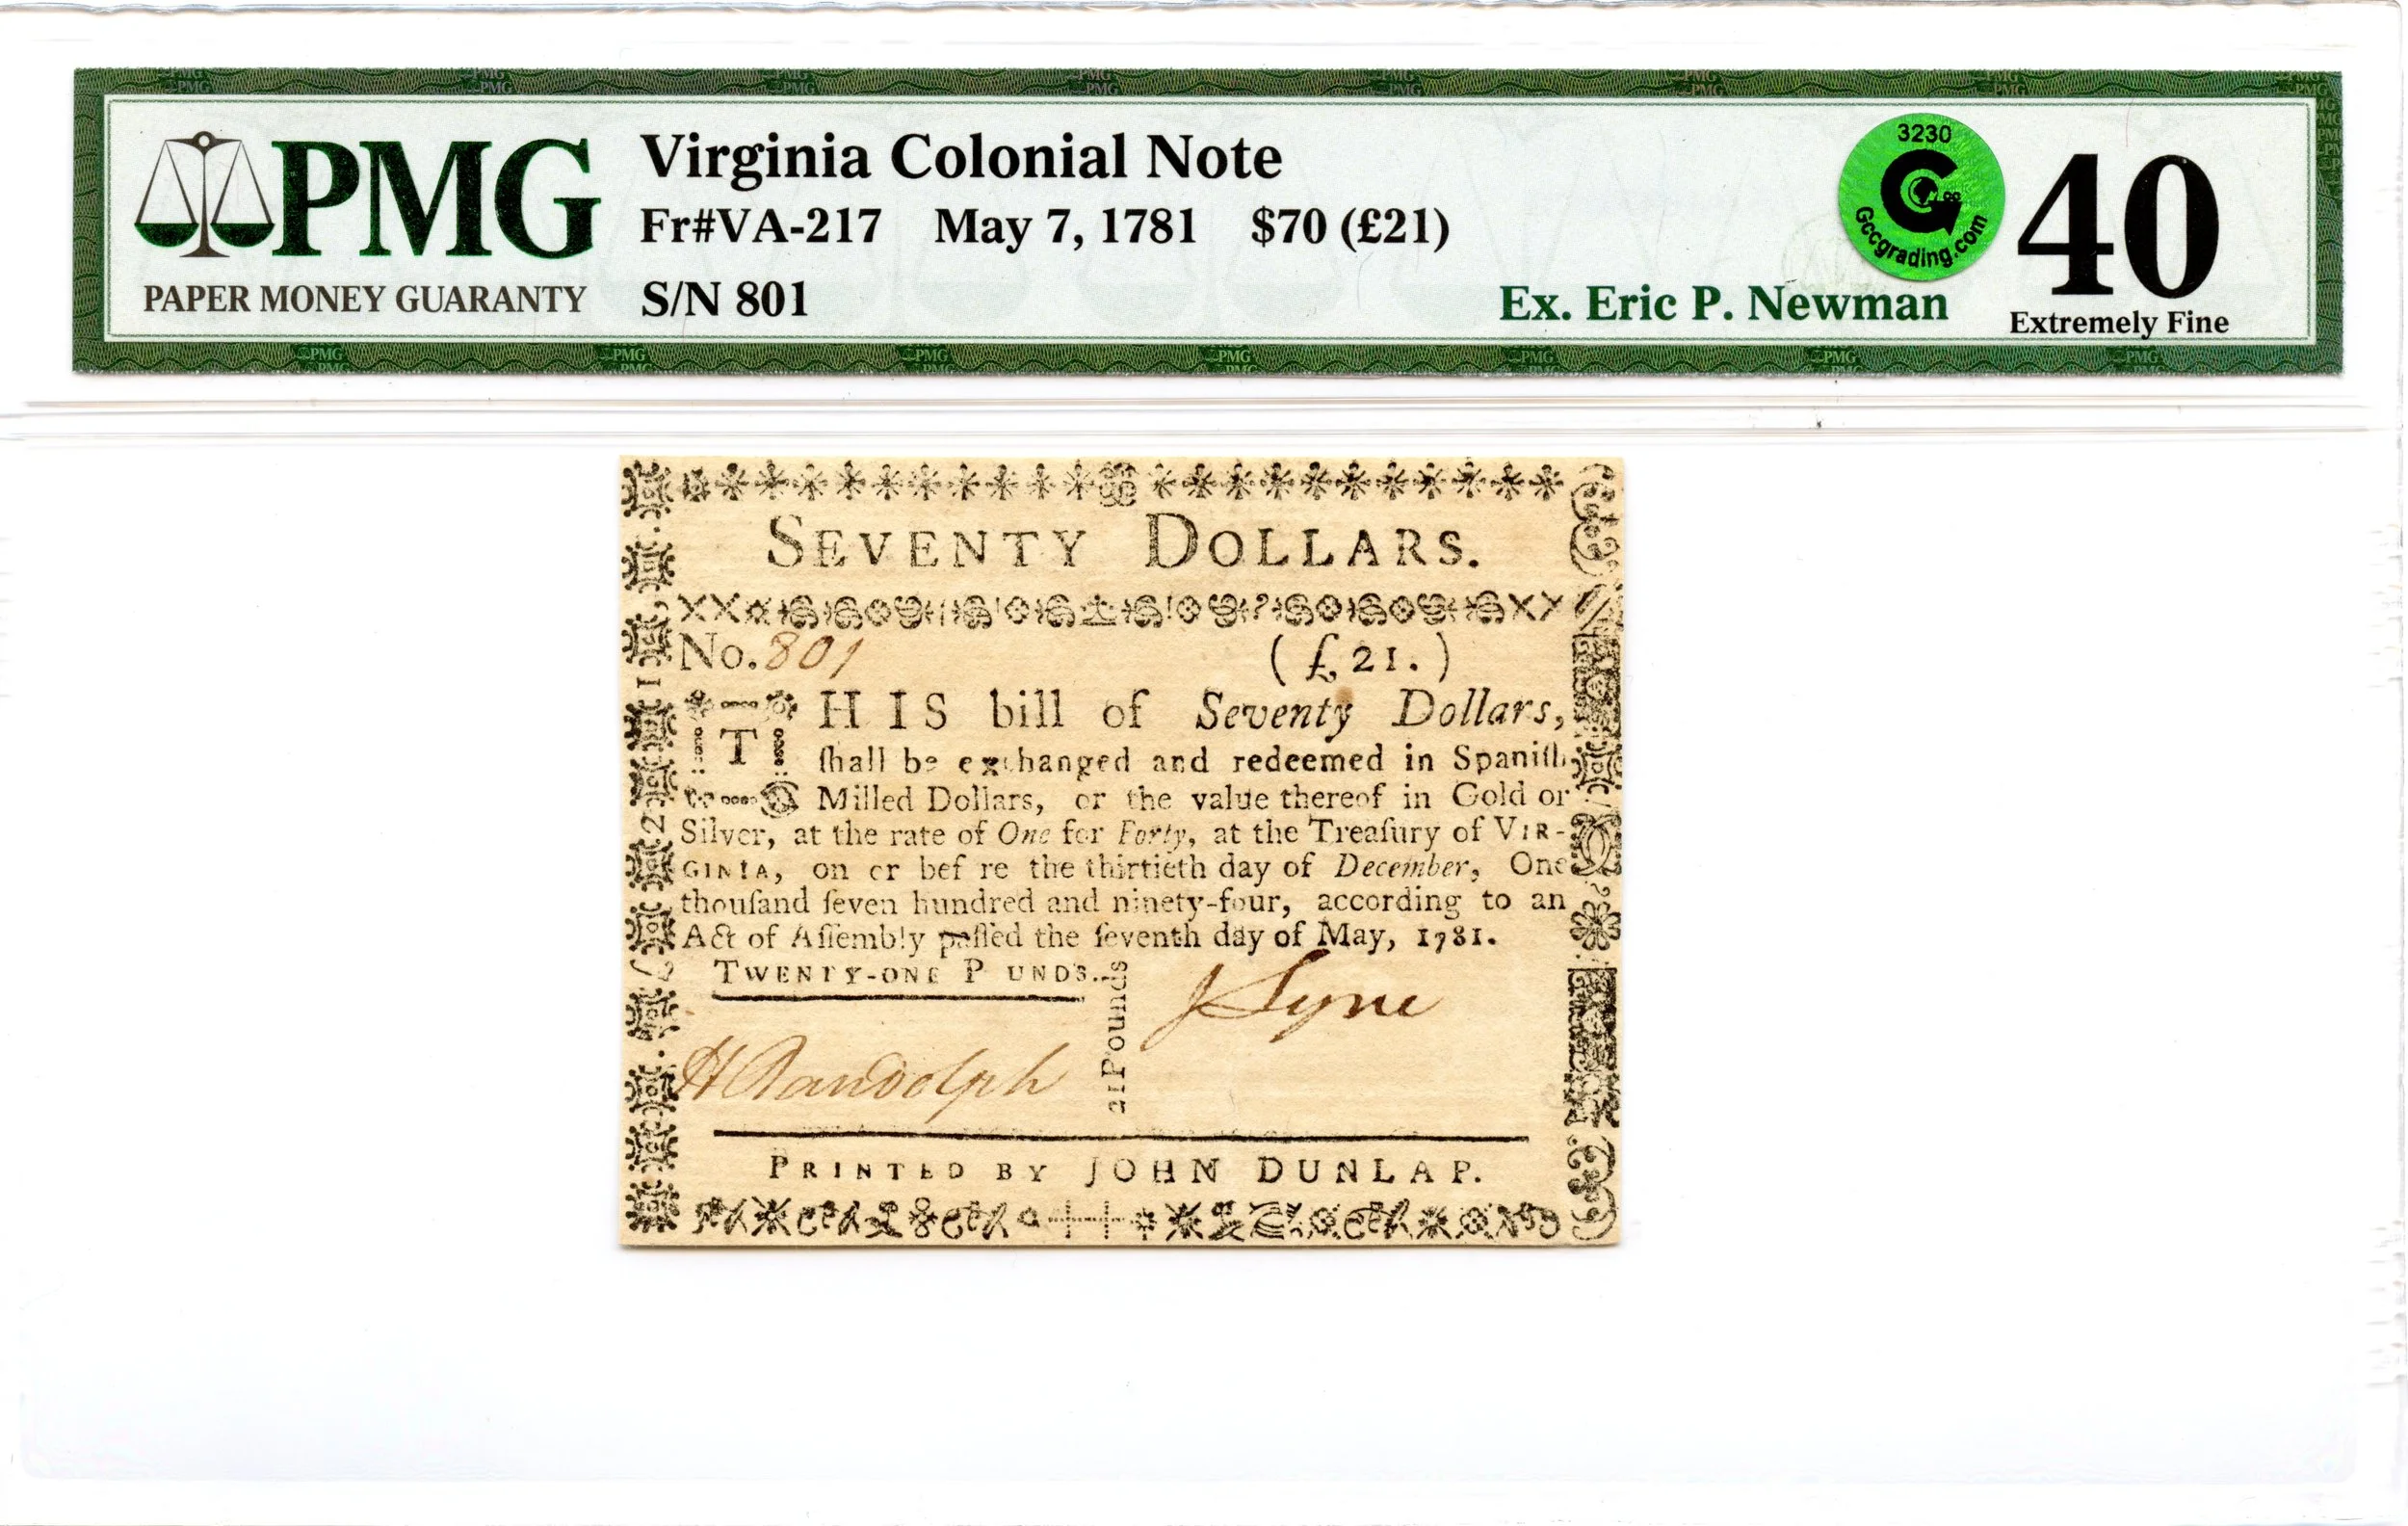 PMG
PAPER MONEY GUARANTY
Virginia Colonial Note
Fr#VA-217 May 7, 1781 $70 (£21)
S/N 801
Ex. Eric P. Newman
3230
Gccgrading.com
40
Extremely Fine
SEVENTY DOLLARS.
No. 801 (£21.)
THIS bill of Seventy Dollars,
ſhall be exchanged and redeemed in Spaniſh
Milled Dollars, or the value thereof in Gold or
Silver, at the rate of One for Forty, at the Treaſury of VIR-
GINIA, on or bef re the thirtieth day of December, One
thouſand ſeven hundred and ninety-four, according to an
Act of Aſſembly paſſed the ſeventh day of May, 1781.
TWENTY-ONE P UNDS.
21 Pounds
J Lyne
H Randolph
PRINTED BY JOHN DUNLAP.